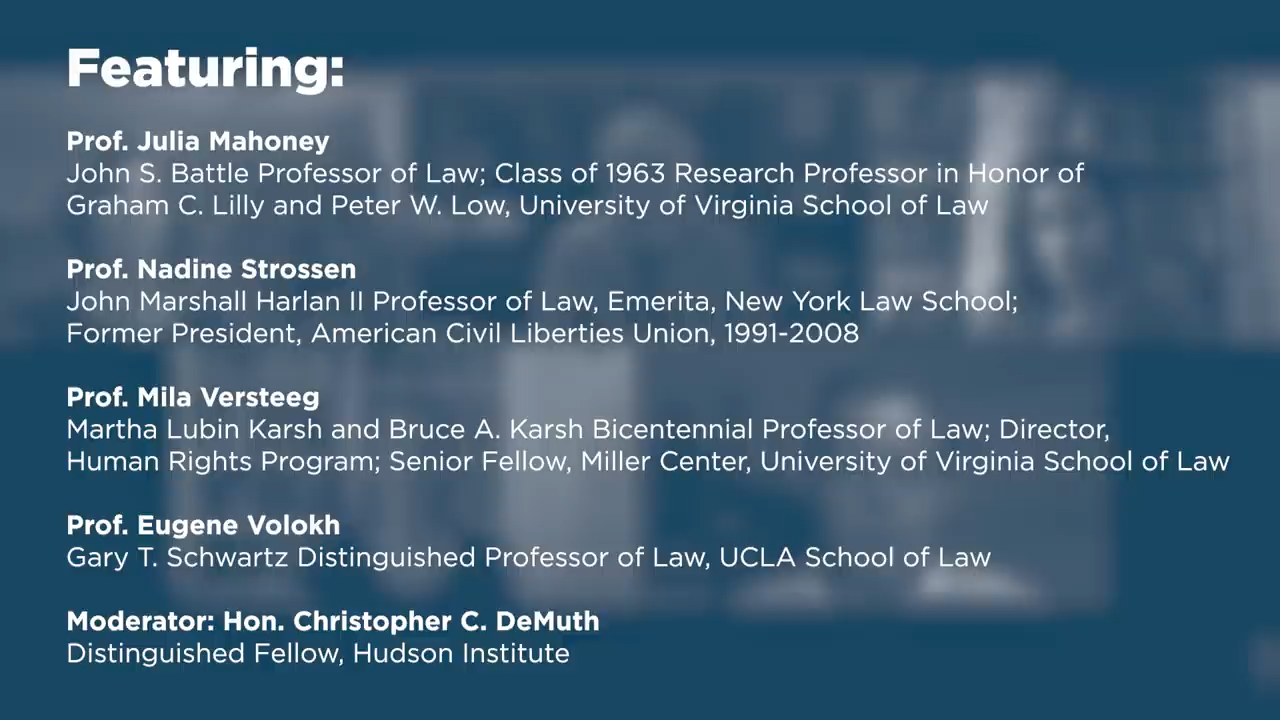 Featuring:
Prof. Julia Mahoney
John S. Battle Professor of Law; Class of 1963 Research Professor in Honor of
Graham C. Lilly and Peter W. Low, University of Virginia School of Law
Prof. Nadine Strossen
John Marshall Harlan II Professor of Law, Emerita, New York Law School;
Former President, American Civil Liberties Union, 1991-2008
Prof. Mila Versteeg
Martha Lubin Karsh and Bruce A. Karsh Bicentennial Professor of Law; Director,
Human Rights Program; Senior Fellow, Miller Center, University of Virginia School of Law
Prof. Eugene Volokh
Gary T. Schwartz Distinguished Professor of Law, UCLA School of Law
Moderator: Hon. Christopher C. DeMuth
Distinguished Fellow, Hudson Institute